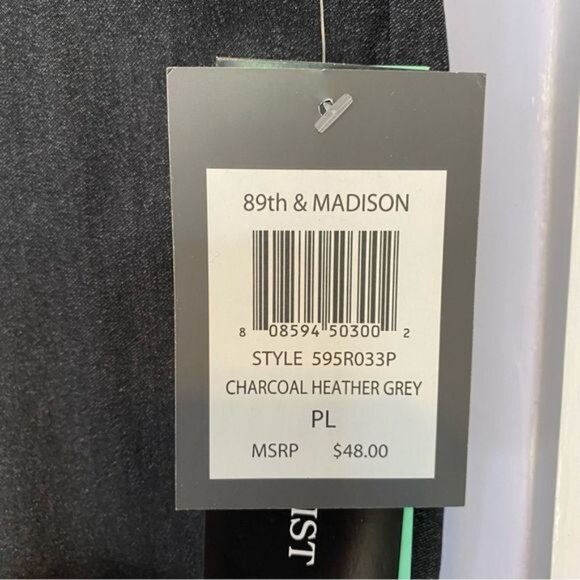 89th & MADISON
8 08594 50300 2
STYLE 595R033P
CHARCOAL HEATHER GREY
PL
MSRP $48.00